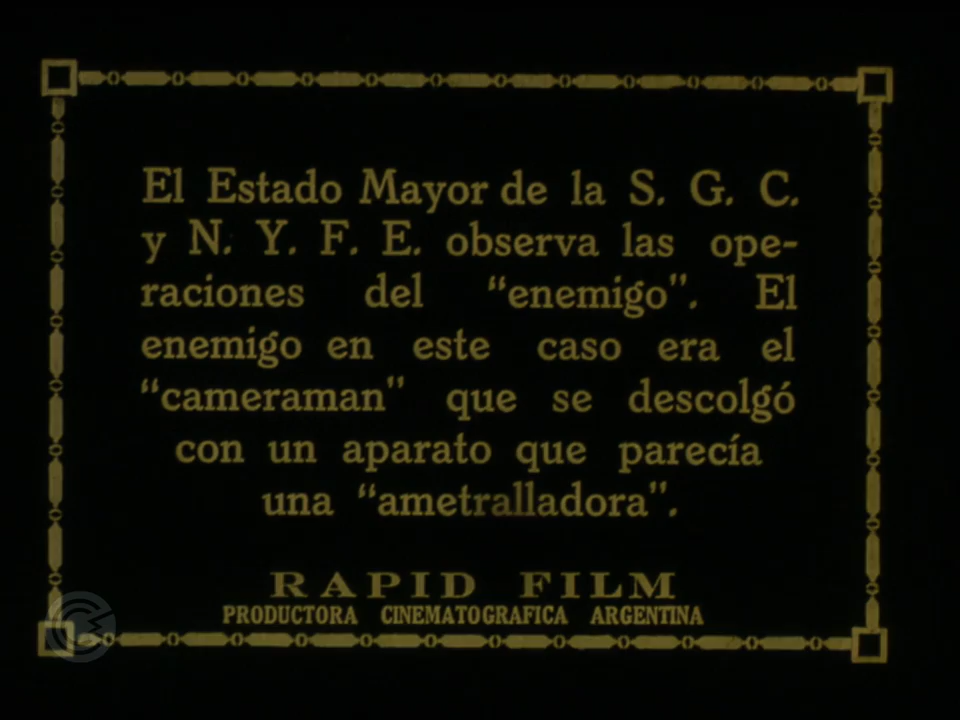 El Estado Mayor de la S. G. C.
y N. Y. F. E. observa las ope-
raciones del “enemigo”. El
enemigo en este caso era el
“cameraman” que se descolgó
con un aparato que parecía
una “ametralladora”.
RAPID FILM
PRODUCTORA CINEMATOGRAFICA ARGENTINA